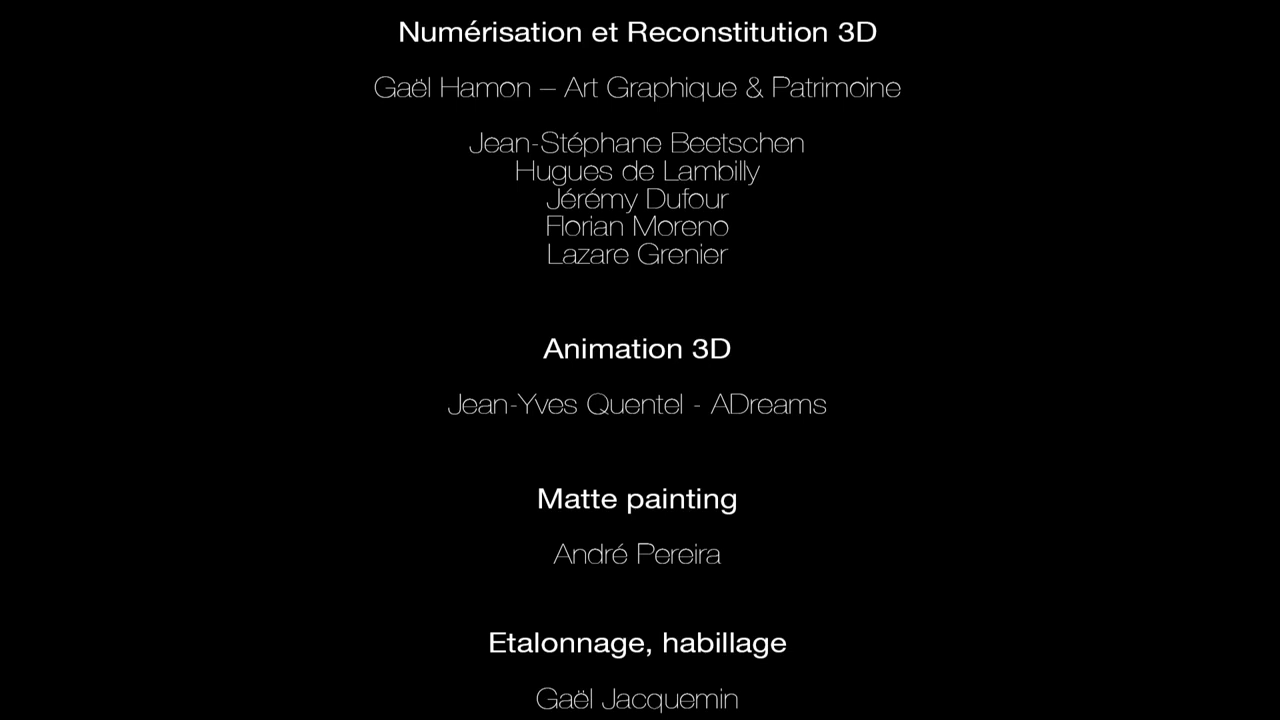 Numérisation et Reconstitution 3D
Gaël Hamon – Art Graphique & Patrimoine
Jean-Stéphane Beetschen
Hugues de Lambilly
Jérémy Dufour
Florian Moreno
Lazare Grenier
Animation 3D
Jean-Yves Quentel - ADreams
Matte painting
André Pereira
Etalonnage, habillage
Gaël Jacquemin